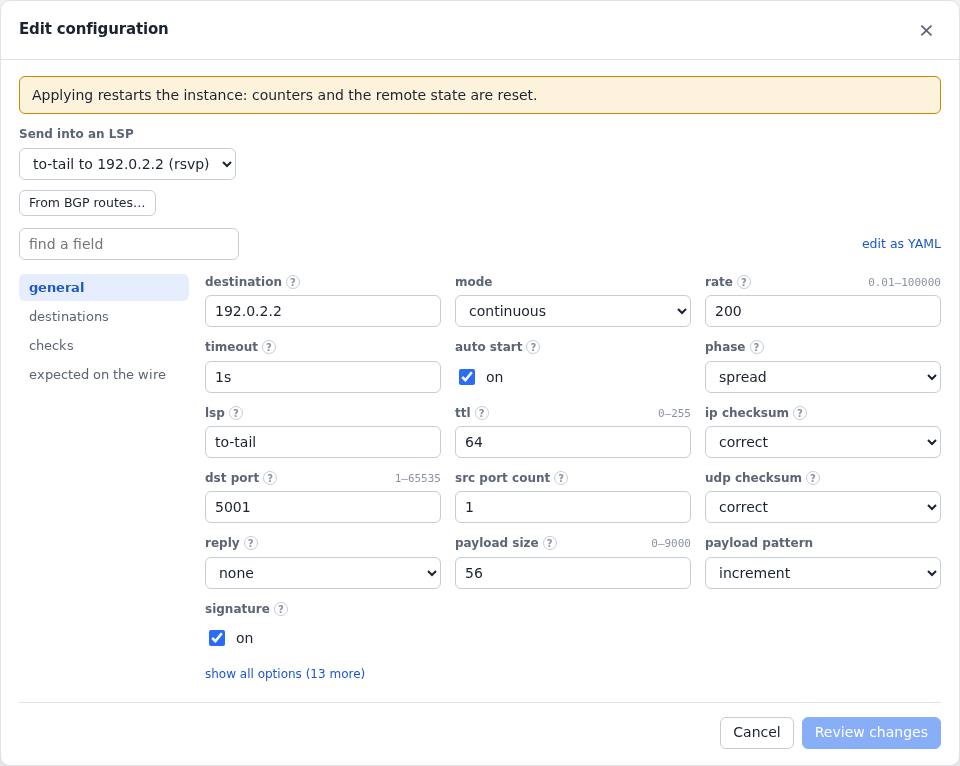 Edit configuration
Applying restarts the instance: counters and the remote state are reset.
Send into an LSP
to-tail to 192.0.2.2 (rsvp)
From BGP routes…
find a field
edit as YAML
general
destinations
checks
expected on the wire
destination ?
192.0.2.2
mode
continuous
rate ? 0.01–100000
200
timeout ?
1s
auto start ?
on
phase ?
spread
lsp ?
to-tail
ttl ? 0–255
64
ip checksum ?
correct
dst port ? 1–65535
5001
src port count ?
1
udp checksum ?
correct
reply ?
none
payload size ? 0–9000
56
payload pattern
increment
signature ?
on
show all options (13 more)
Cancel
Review changes